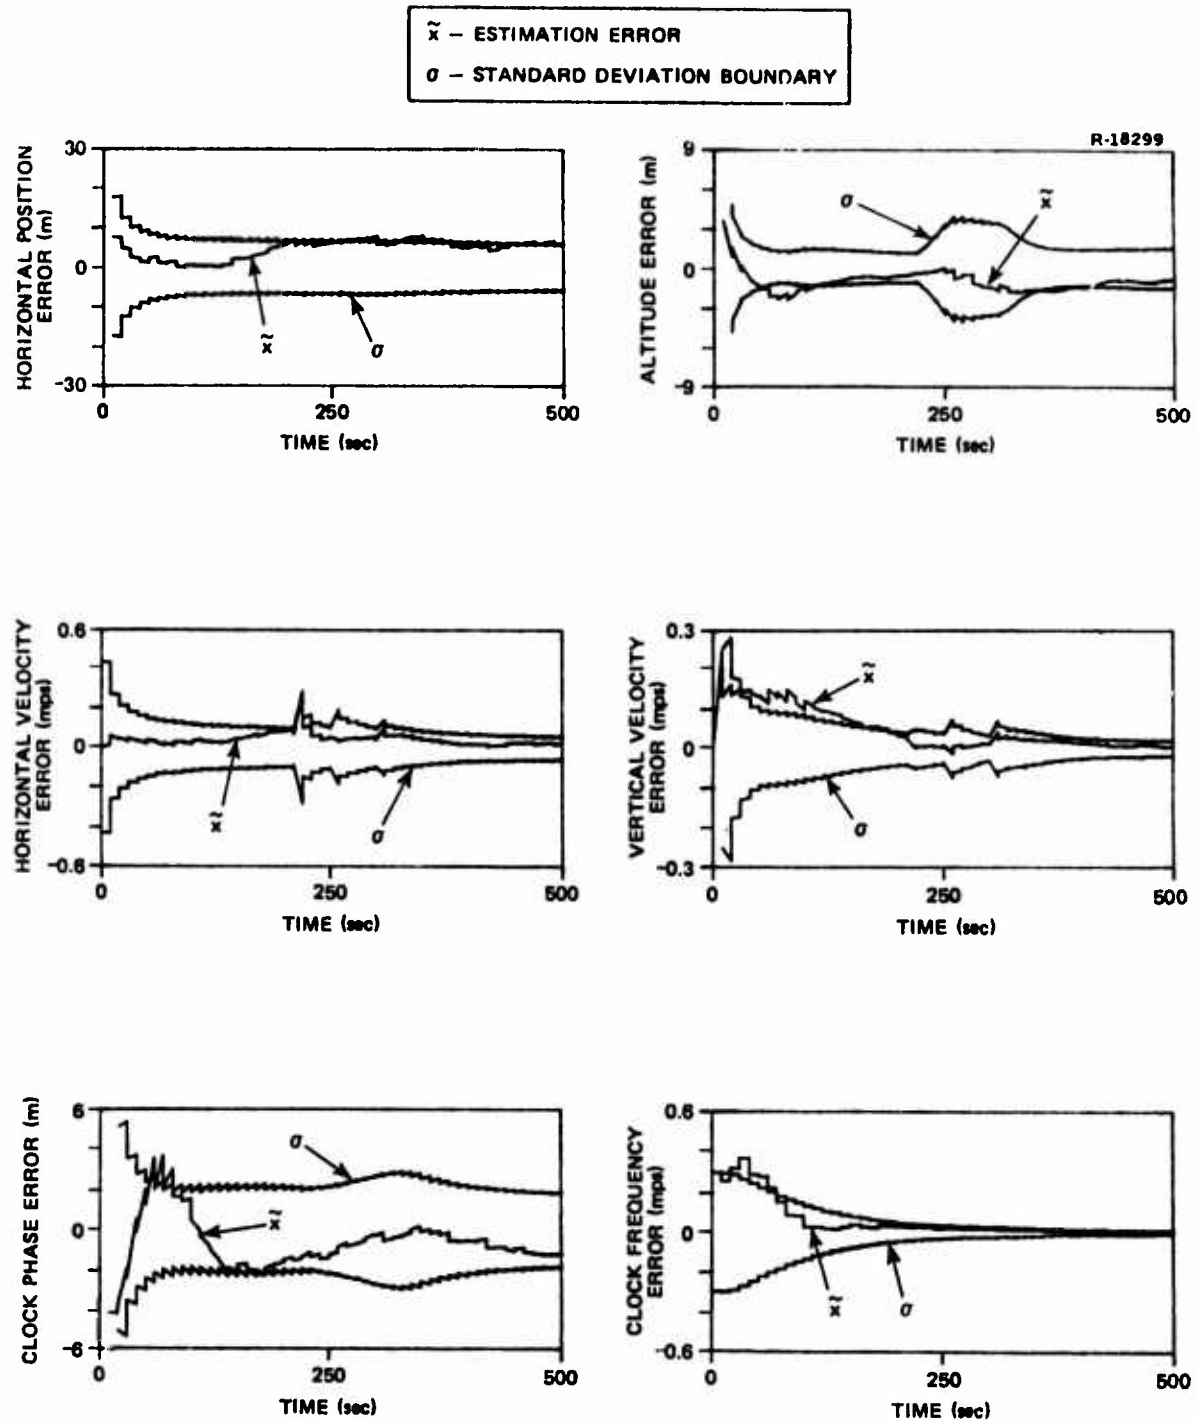 x̃ – ESTIMATION ERROR
σ – STANDARD DEVIATION BOUNDARY
R-18299
HORIZONTAL POSITION
ERROR (m)
30
0
-30
x̃
σ
0
250
500
TIME (sec)
ALTITUDE ERROR (m)
9
0
-9
σ
x̃
0
250
500
TIME (sec)
HORIZONTAL VELOCITY
ERROR (mps)
0.6
0
-0.6
x̃
σ
0
250
500
TIME (sec)
VERTICAL VELOCITY
ERROR (mps)
0.3
0
-0.3
x̃
σ
0
250
500
TIME (sec)
CLOCK PHASE ERROR (m)
6
0
-6
σ
x̃
0
250
500
TIME (sec)
CLOCK FREQUENCY
ERROR (mps)
0.6
0
-0.6
x̃
σ
0
250
500
TIME (sec)